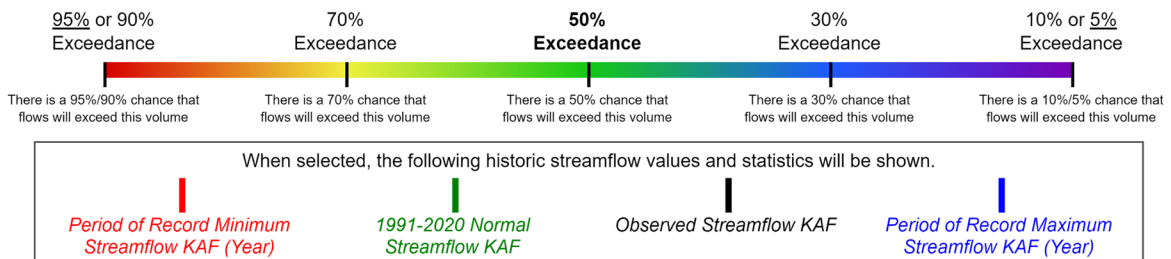 95% or 90% 70% 50% 30% 10% or 5%
Exceedance Exceedance Exceedance Exceedance Exceedance
There is a 95%/90% chance that There is a 70% chance that There is a 50% chance that There is a 30% chance that There is a 10%/5% chance that
flows will exceed this volume flows will exceed this volume flows will exceed this volume flows will exceed this volume flows will exceed this volume
When selected, the following historic streamflow values and statistics will be shown.
Period of Record Minimum 1991-2020 Normal Observed Streamflow KAF Period of Record Maximum
Streamflow KAF (Year) Streamflow KAF Streamflow KAF (Year)